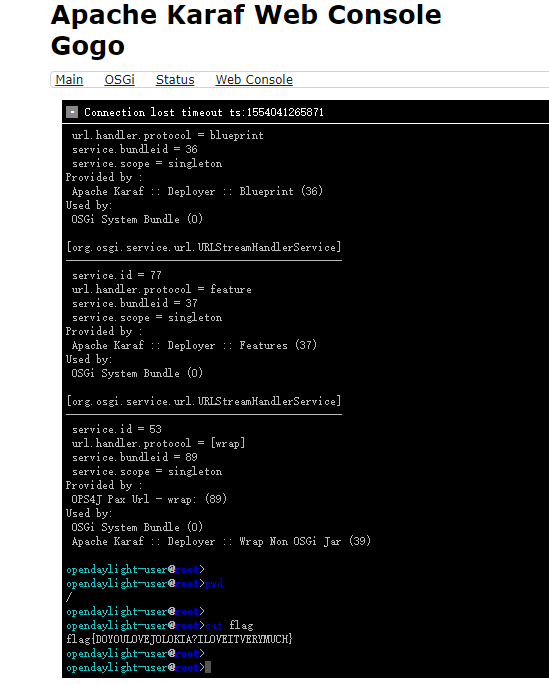 Apache Karaf Web Console
Gogo
Main OSGi Status Web Console
- Connection lost timeout ts:1554041265871
url.handler.protocol = blueprint
service.bundleid = 36
service.scope = singleton
Provided by :
Apache Karaf :: Deployer :: Blueprint (36)
Used by:
OSGi System Bundle (0)
[org.osgi.service.url.URLStreamHandlerService]
service.id = 77
url.handler.protocol = feature
service.bundleid = 37
service.scope = singleton
Provided by :
Apache Karaf :: Deployer :: Features (37)
Used by:
OSGi System Bundle (0)
[org.osgi.service.url.URLStreamHandlerService]
service.id = 53
url.handler.protocol = [wrap]
service.bundleid = 89
service.scope = singleton
Provided by :
OPS4J Pax Url - wrap: (89)
Used by:
OSGi System Bundle (0)
Apache Karaf :: Deployer :: Wrap Non OSGi Jar (39)
opendaylight-user@root>
opendaylight-user@root>pwd
/
opendaylight-user@root>
opendaylight-user@root>cat flag
flag{DOYOULOVEJOLOKIA?ILOVEITVERYMUCH}
opendaylight-user@root>
opendaylight-user@root>